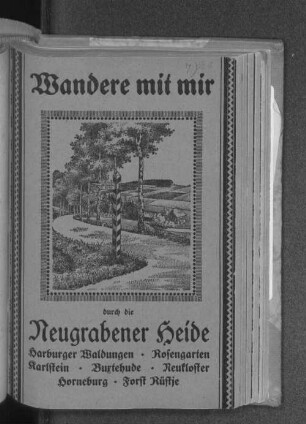 Wandere mit mir
durch die
Neugrabener Heide
Harburger Waldungen · Rosengarten
Karlstein · Buxtehude · Neukloster
Horneburg · Forst Rüstje